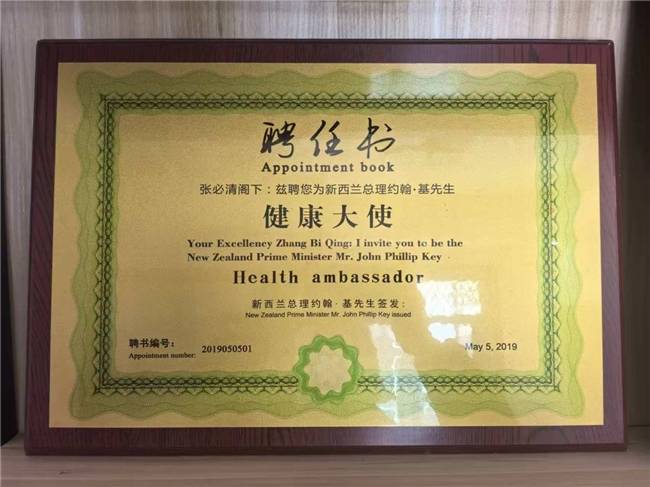 聘任书
Appointment book
张必清阁下：兹聘您为新西兰总理约翰·基先生
健康大使
Your Excellency Zhang Bi Qing: I invite you to be the
New Zealand Prime Minister Mr. John Phillip Key .
Health ambassador
新西兰总理约翰·基先生签发:
New Zealand Prime Minister Mr. John Phillip Key issued
聘书编号:
Appointment number: 2019050501
May 5, 2019